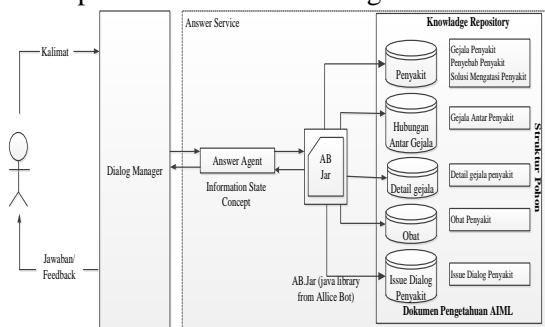 Answer Service
Knowladge Repository
Kalimat
Gejala Penyakit
Penyebab Penyakit
Solusi Mengatasi Penyakit
Penyakit
Hubungan
Antar Gejala
Gejala Antar Penyakit
Dialog Manager
Answer Agent
Information State
Concept
AB
Jar
Detail gejala
Detail gejala penyakit
Obat
Obat Penyakit
Struktur Pohon
Jawaban/
Feedback
AB.Jar (java library
from Allice Bot)
Issue Dialog
Penyakit
Issue Dialog Penyakit
Dokumen Pengetahuan AIML